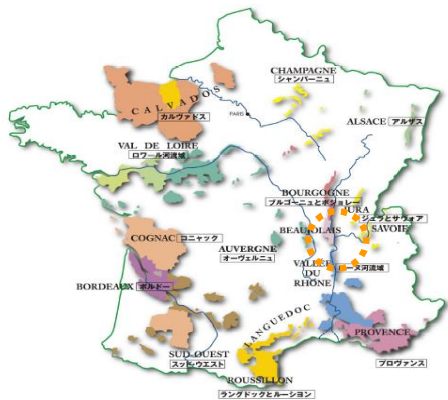 CHAMPAGNE
シャンパーニュ
CALVADOS
カルヴァドス
PARIS
ALSACE
アルザス
VAL DE LOIRE
ロワール河流域
BOURGOGNE
ブルゴーニュとボジョレー
JURA
ジュラとサヴォア
SAVOIE
BEAUJOLAIS
COGNAC
コニャック
AUVERGNE
オーヴェルニュ
VALLÉE
DU
RHÔNE
ローヌ河流域
BORDEAUX
ボルドー
LANGUEDOC
PROVENCE
プロヴァンス
SUD-OUEST
スッド・ウエスト
ROUSSILLON
ラングドックとルーション